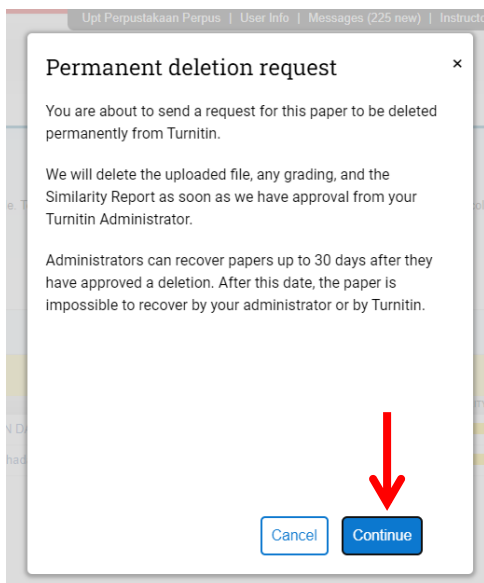 Upt Perpustakaan Perpus | User Info | Messages (225 new) |
Permanent deletion request ×
You are about to send a request for this paper to be deleted
permanently from Turnitin.
We will delete the uploaded file, any grading, and the
Similarity Report as soon as we have approval from your
Turnitin Administrator.
Administrators can recover papers up to 30 days after they
have approved a deletion. After this date, the paper is
impossible to recover by your administrator or by Turnitin.
Cancel Continue